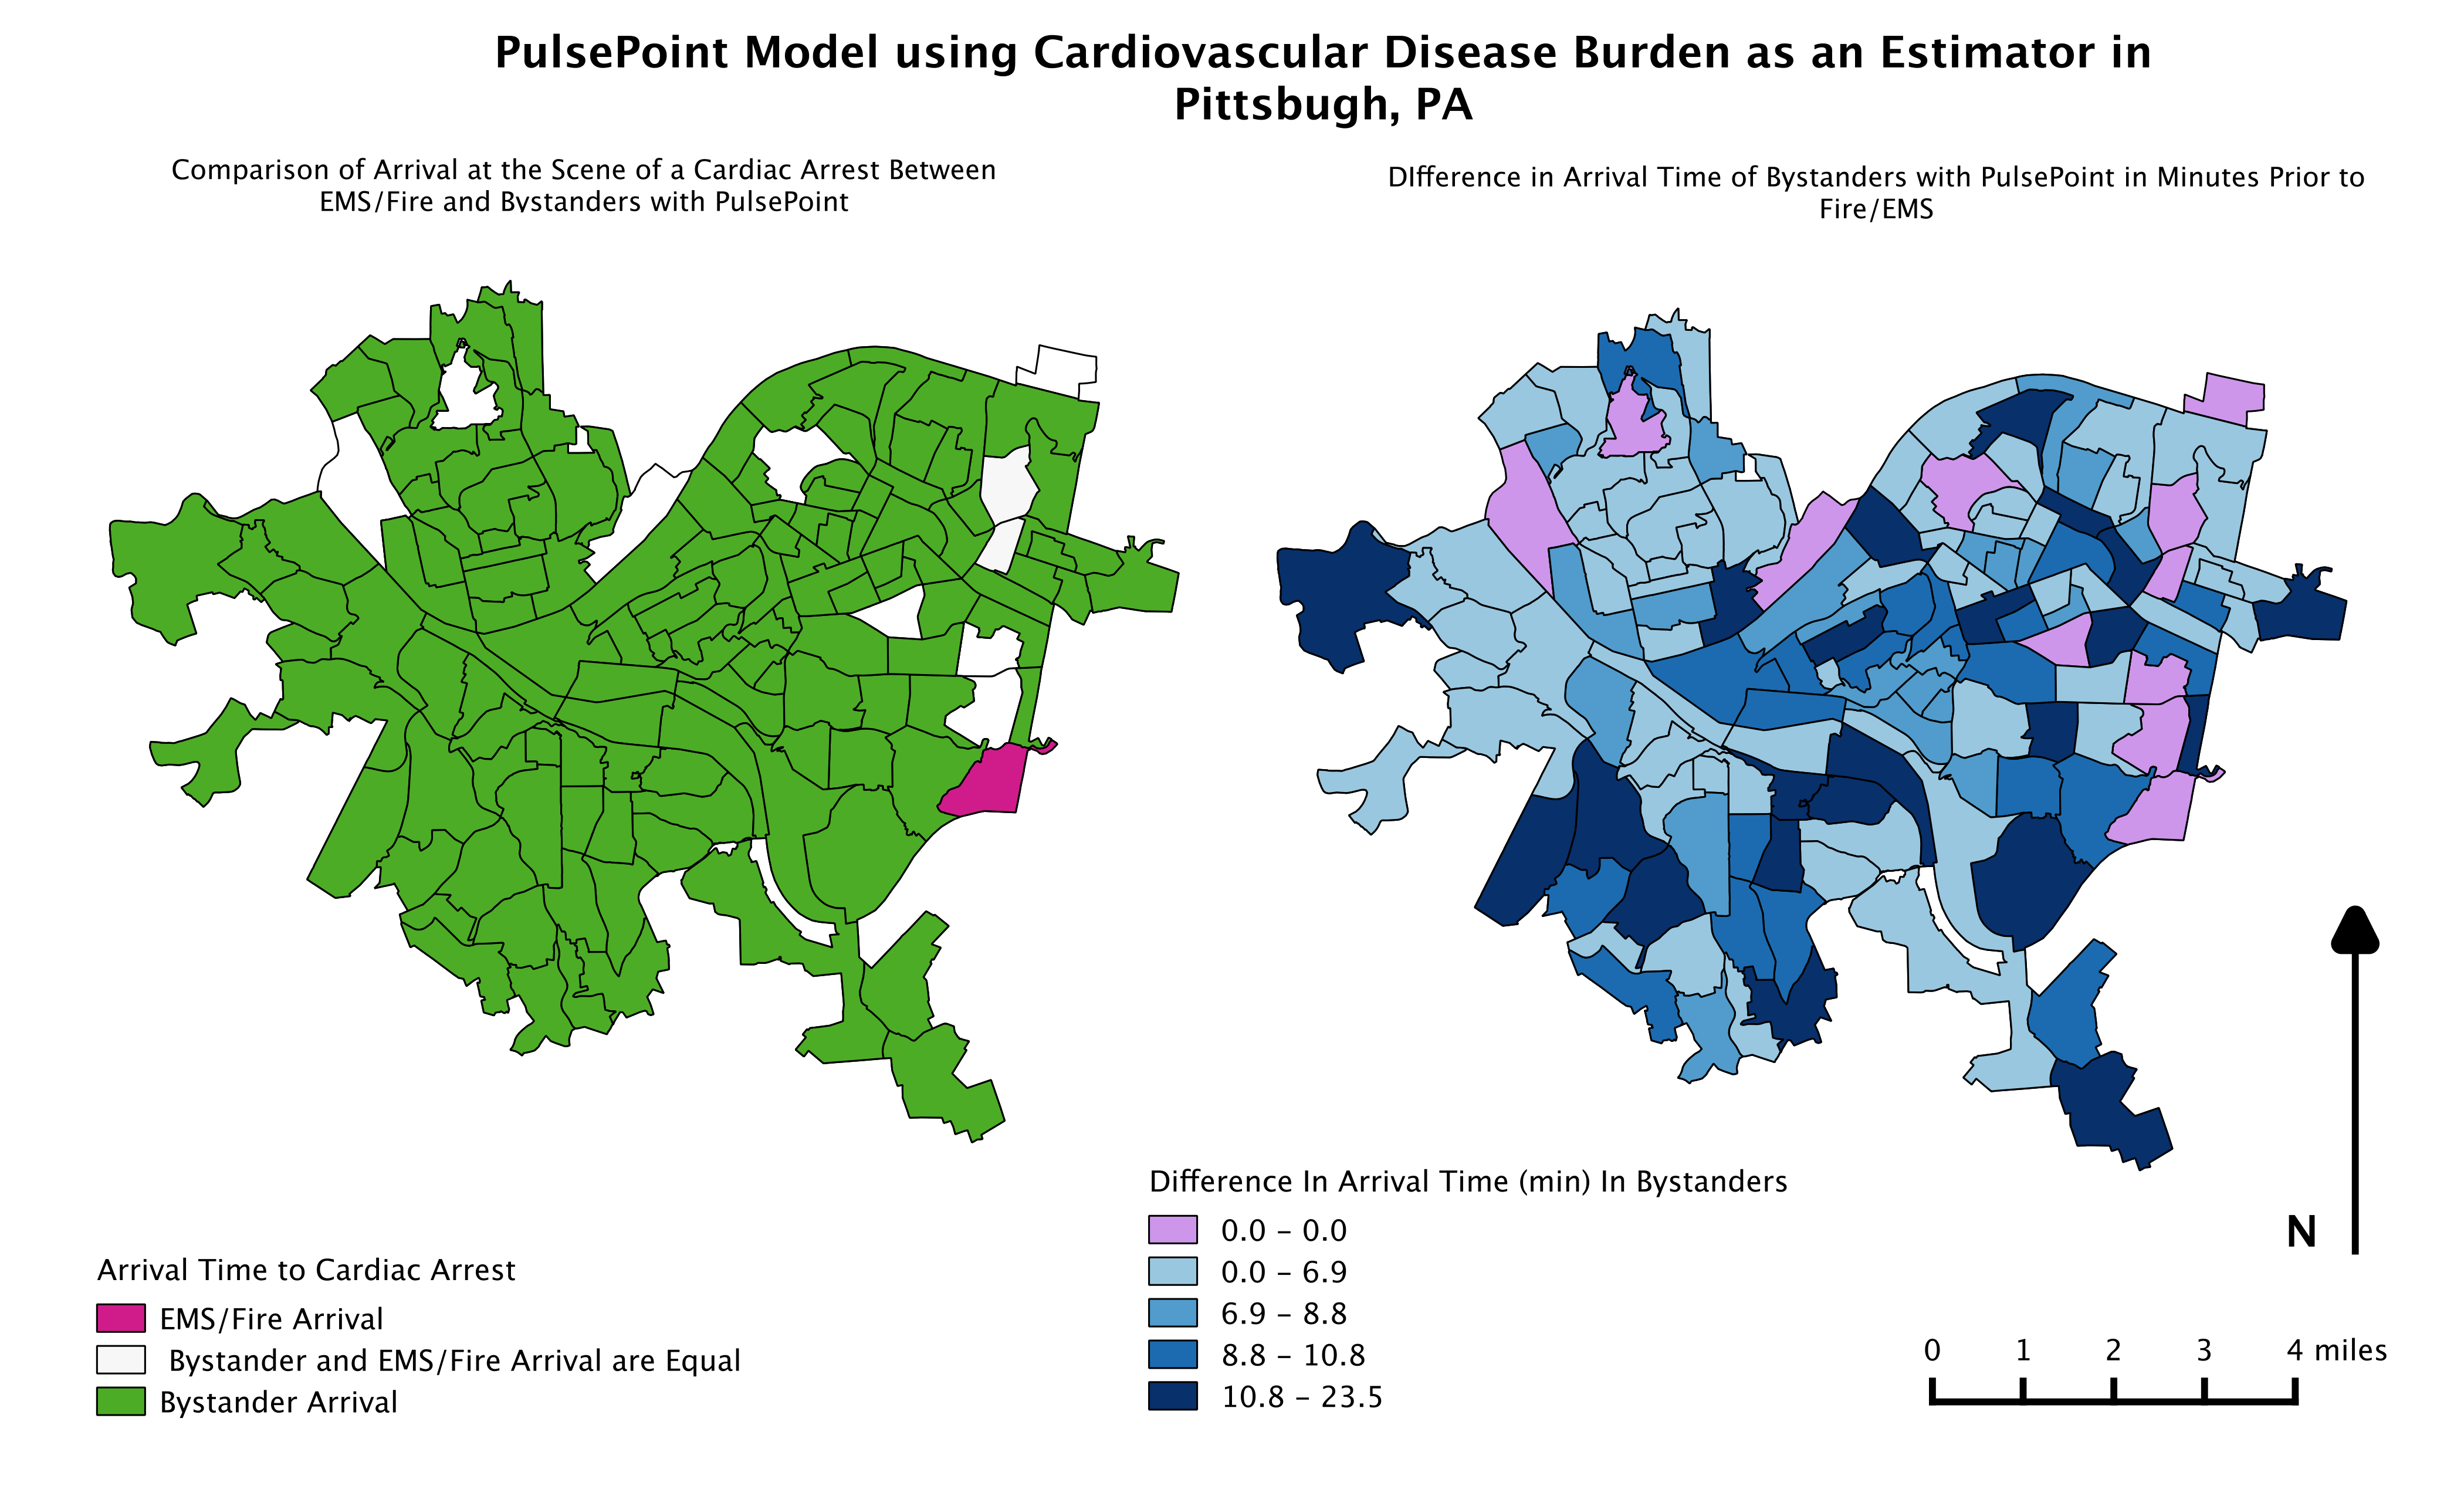 PulsePoint Model using Cardiovascular Disease Burden as an Estimator in
Pittsbugh, PA
Comparison of Arrival at the Scene of a Cardiac Arrest Between
EMS/Fire and Bystanders with PulsePoint
DIfference in Arrival Time of Bystanders with PulsePoint in Minutes Prior to
Fire/EMS
Arrival Time to Cardiac Arrest
EMS/Fire Arrival
Bystander and EMS/Fire Arrival are Equal
Bystander Arrival
Difference In Arrival Time (min) In Bystanders
0.0 – 0.0
0.0 – 6.9
6.9 – 8.8
8.8 – 10.8
10.8 – 23.5
N
0 1 2 3 4 miles